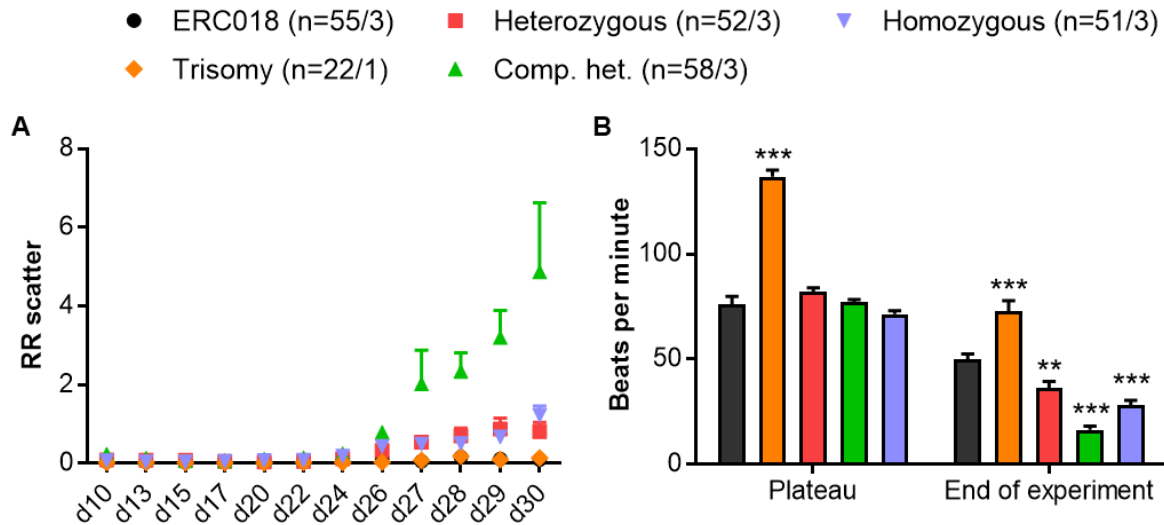 ERC018 (n=55/3)
Heterozygous (n=52/3)
Homozygous (n=51/3)
Trisomy (n=22/1)
Comp. het. (n=58/3)
A
8
6
4
2
0
RR scatter
d10
d13
d15
d17
d20
d22
d24
d26
d27
d28
d29
d30
B
150
100
50
0
Beats per minute
***
***
**
***
***
Plateau
End of experiment